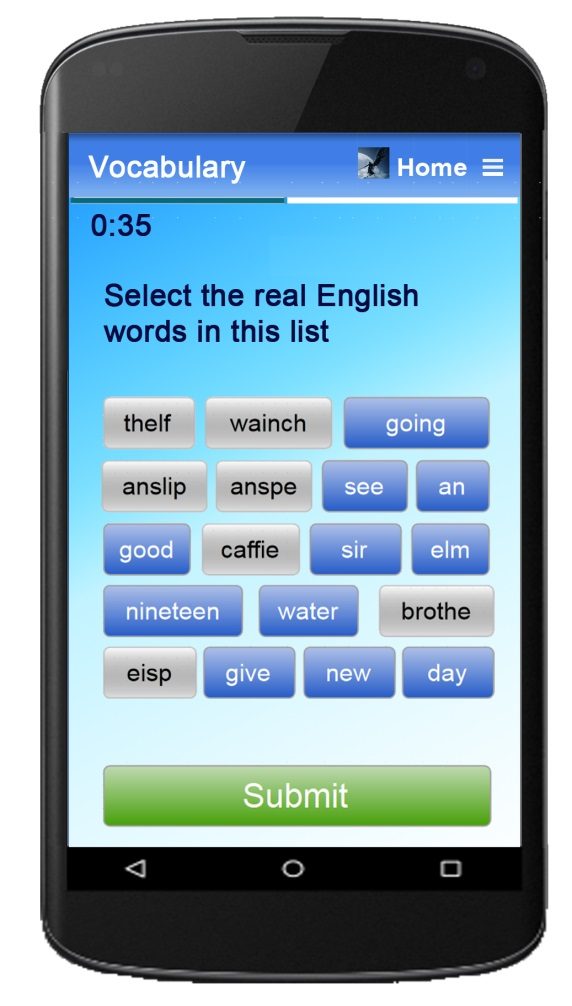 Vocabulary Home
0:35
Select the real English
words in this list
thelf wainch going
anslip anspe see an
good caffie sir elm
nineteen water brothe
eisp give new day
Submit